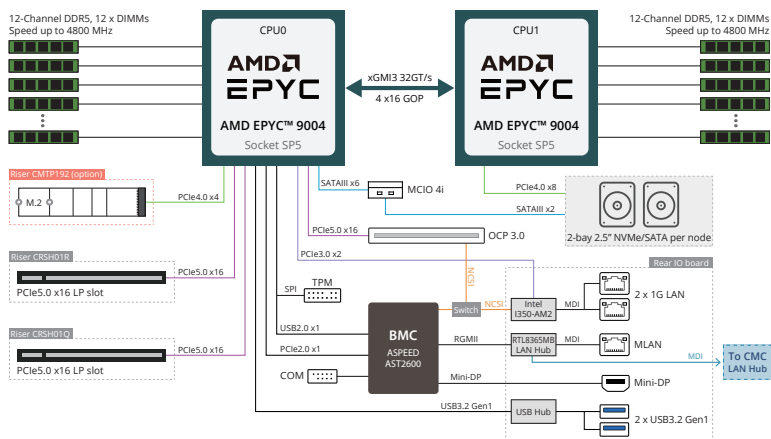 12-Channel DDR5, 12 x DIMMs
Speed up to 4800 MHz
CPU0
AMD
EPYC
AMD EPYC™ 9004
Socket SP5
xGMI3 32GT/s
4 x16 GOP
CPU1
AMD
EPYC
AMD EPYC™ 9004
Socket SP5
12-Channel DDR5, 12 x DIMMs
Speed up to 4800 MHz
Riser CMTP192 (option)
M.2
PCIe4.0 x4
SATAIII x6
MCIO 4i
PCIe4.0 x8
SATAIII x2
2-bay 2.5" NVMe/SATA per node
PCIe5.0 x16
OCP 3.0
PCIe3.0 x2
Riser CRSH01R
PCIe5.0 x16 LP slot
PCIe5.0 x16
NCSI
Rear IO board
SPI
TPM
Switch
NCSI
Intel
I350-AM2
MDI
2 x 1G LAN
USB2.0 x1
BMC
ASPEED
AST2600
RGMII
RTL8365MB
LAN Hub
MDI
MLAN
MDI
To CMC
LAN Hub
Riser CRSH01Q
PCIe5.0 x16 LP slot
PCIe5.0 x16
PCIe2.0 x1
COM
Mini-DP
Mini-DP
USB3.2 Gen1
USB Hub
2 x USB3.2 Gen1